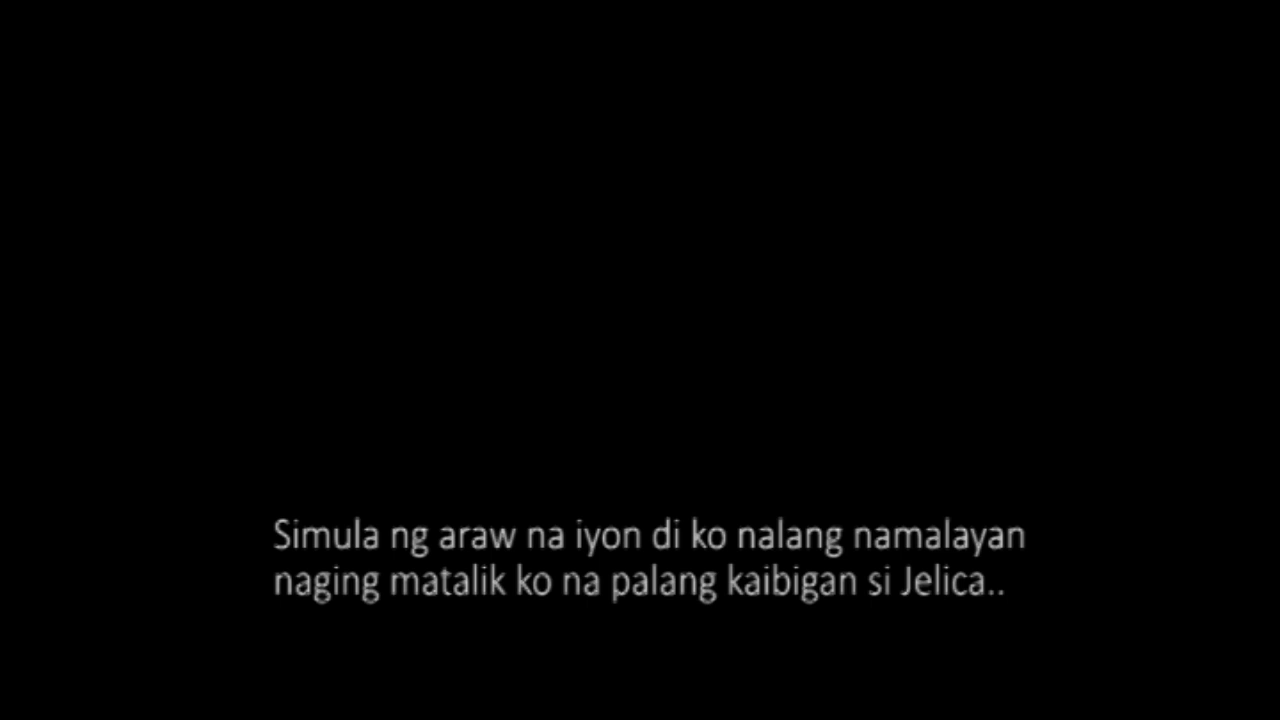 Simula ng araw na iyon di ko nalang namalayan
naging matalik ko na palang kaibigan si Jelica..